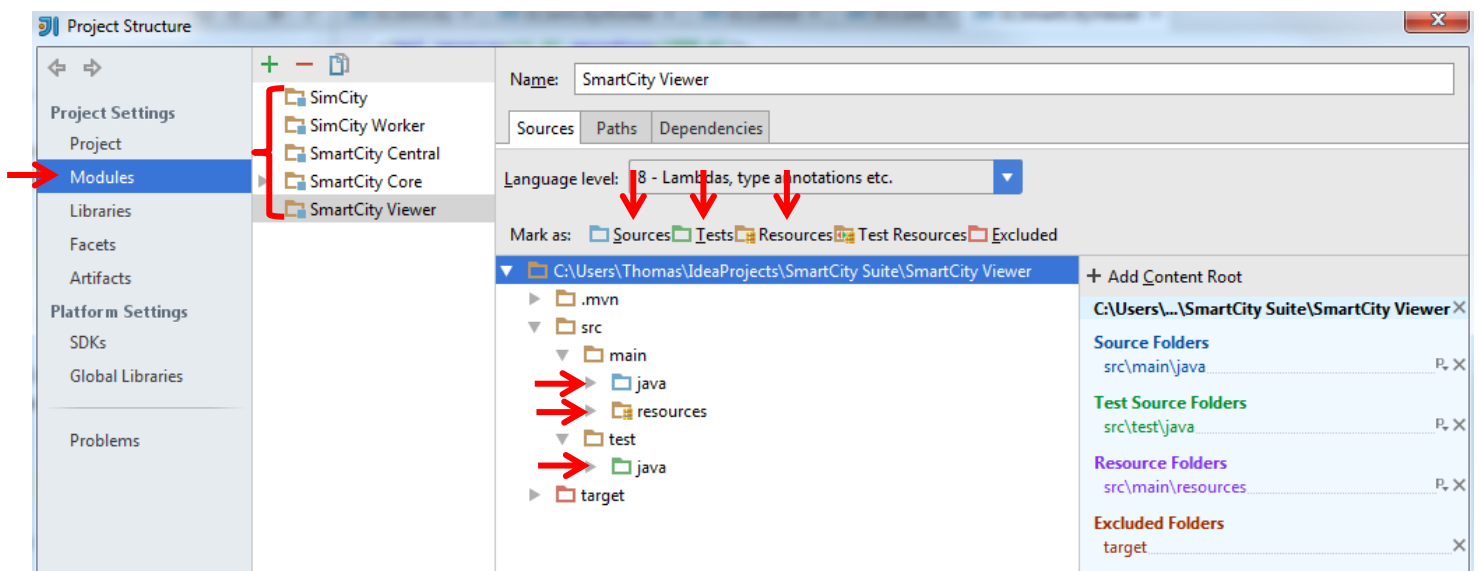 Project Structure
Project Settings
Project
Modules
Libraries
Facets
Artifacts
Platform Settings
SDKs
Global Libraries
Problems
SimCity
SimCity Worker
SmartCity Central
SmartCity Core
SmartCity Viewer
Name: SmartCity Viewer
Sources Paths Dependencies
Language level: 8 - Lambdas, type annotations etc.
Mark as: Sources Tests Resources Test Resources Excluded
C:\Users\Thomas\IdeaProjects\SmartCity Suite\SmartCity Viewer
.mvn
src
main
java
resources
test
java
target
+ Add Content Root
C:\Users\...\SmartCity Suite\SmartCity Viewer
Source Folders
src\main\java
Test Source Folders
src\test\java
Resource Folders
src\main\resources
Excluded Folders
target